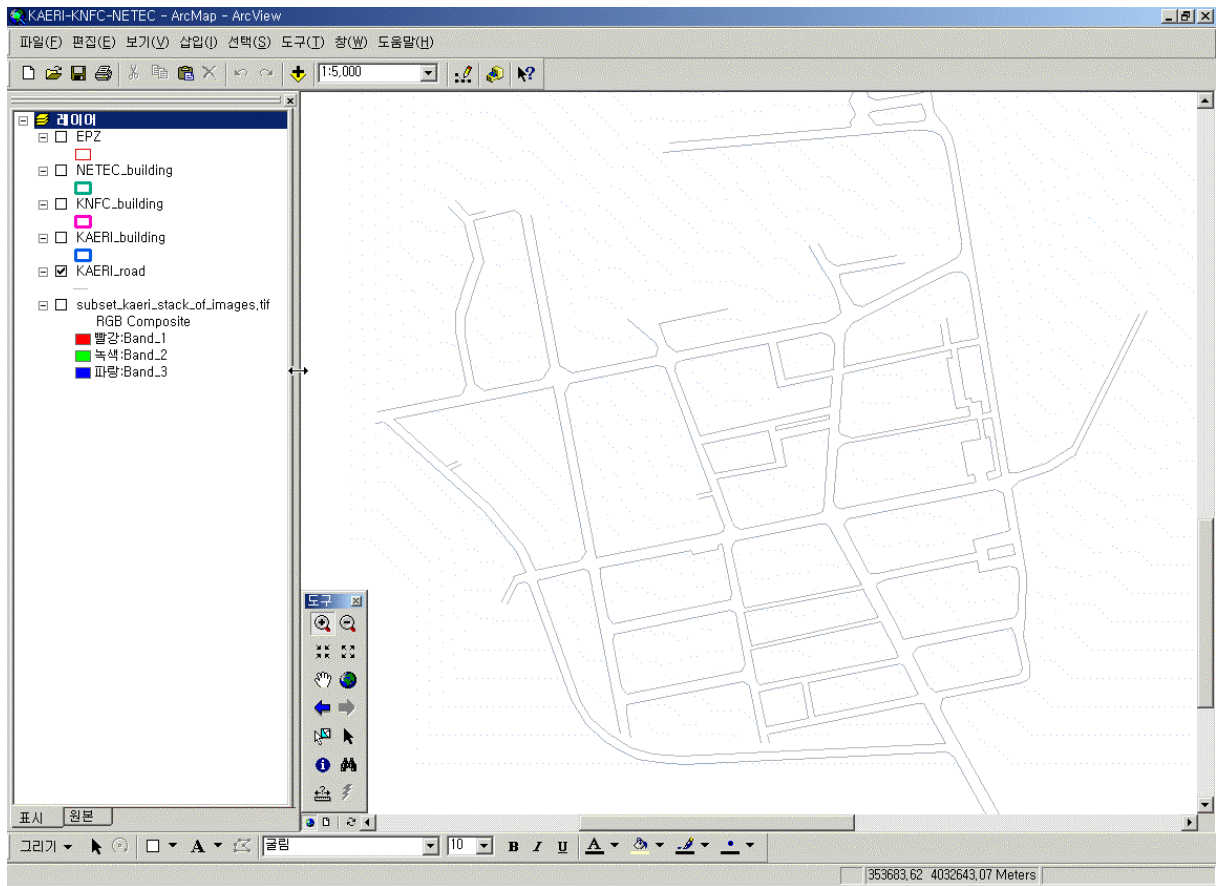 KAERI-KNFC-NETEC - ArcMap - ArcView
파일(F) 편집(E) 보기(V) 삽입(I) 선택(S) 도구(T) 창(W) 도움말(H)
1:5,000
레이어
EPZ
NETEC_building
KNFC_building
KAERI_building
KAERI_road
subset_kaeri_stack_of_images.tif
RGB Composite
빨강:Band_1
녹색:Band_2
파랑:Band_3
도구
표시 원본
그리기 A 굴림 10 B I U A
353683,62 4032643,07 Meters